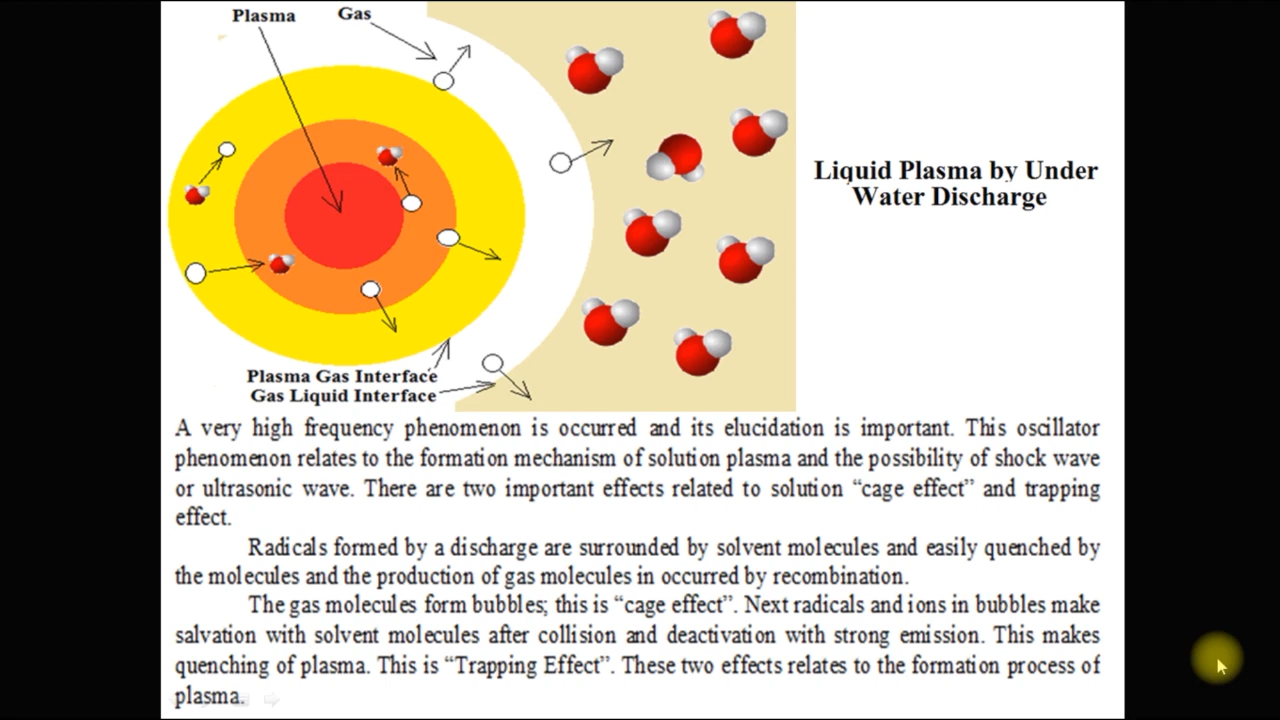 Plasma
Gas
Liquid Plasma by Under
Water Discharge
Plasma Gas Interface
Gas Liquid Interface
A very high frequency phenomenon is occurred and its elucidation is important. This oscillator
phenomenon relates to the formation mechanism of solution plasma and the possibility of shock wave
or ultrasonic wave. There are two important effects related to solution “cage effect” and trapping
effect.
Radicals formed by a discharge are surrounded by solvent molecules and easily quenched by
the molecules and the production of gas molecules in occurred by recombination.
The gas molecules form bubbles; this is “cage effect”. Next radicals and ions in bubbles make
salvation with solvent molecules after collision and deactivation with strong emission. This makes
quenching of plasma. This is “Trapping Effect”. These two effects relates to the formation process of
plasma.